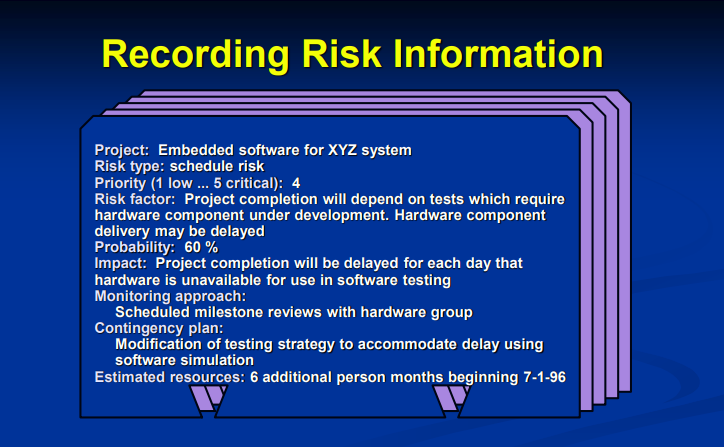 Recording Risk Information
Project:  Embedded software for XYZ system
Risk type: schedule risk
Priority (1 low ... 5 critical):  4
Risk factor:  Project completion will depend on tests which require
hardware component under development. Hardware component
delivery may be delayed
Probability:  60 %
Impact:  Project completion will be delayed for each day that
hardware is unavailable for use in software testing
Monitoring approach:
Scheduled milestone reviews with hardware group
Contingency plan:
Modification of testing strategy to accommodate delay using
software simulation
Estimated resources: 6 additional person months beginning 7-1-96